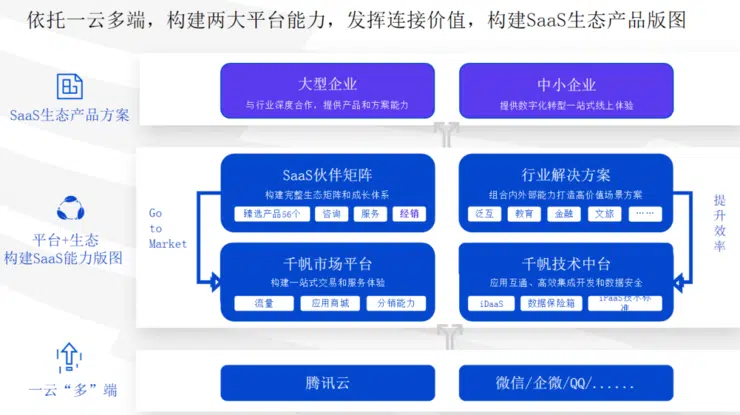 依托一云多端，构建两大平台能力，发挥连接价值，构建SaaS生态产品版图
SaaS生态产品方案
大型企业
与行业深度合作，提供产品和方案能力
中小企业
提供数字化转型一站式线上体验
平台+生态
构建SaaS能力版图
Go
to
Market
SaaS伙伴矩阵
构建完整生态矩阵和成长体系
臻选产品56个
咨询
服务
经销
行业解决方案
组合内外部能力打造高价值场景方案
泛互
教育
金融
文旅
……
提升效率
千帆市场平台
构建一站式交易和服务体验
流量
应用商城
分销能力
千帆技术中台
应用互通、高效集成开发和数据安全
iDaaS
数据保险箱
iPaaS技术标
准
一云“多”端
腾讯云
微信/企微/QQ/......